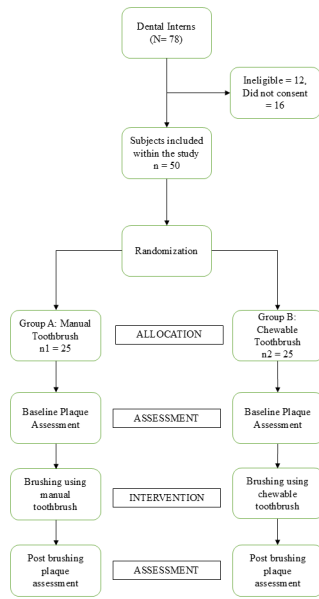 Dental Interns
(N= 78)
Ineligible = 12,
Did not consent
= 16
Subjects included
within the study
n = 50
Randomization
Group A: Manual
Toothbrush
n1 = 25
ALLOCATION
Group B:
Chewable
Toothbrush
n2 = 25
Baseline Plaque
Assessment
ASSESSMENT
Baseline Plaque
Assessment
Brushing using
manual
toothbrush
INTERVENTION
Brushing using
chewable
toothbrush
Post brushing
plaque
assessment
ASSESSMENT
Post brushing
plaque
assessment